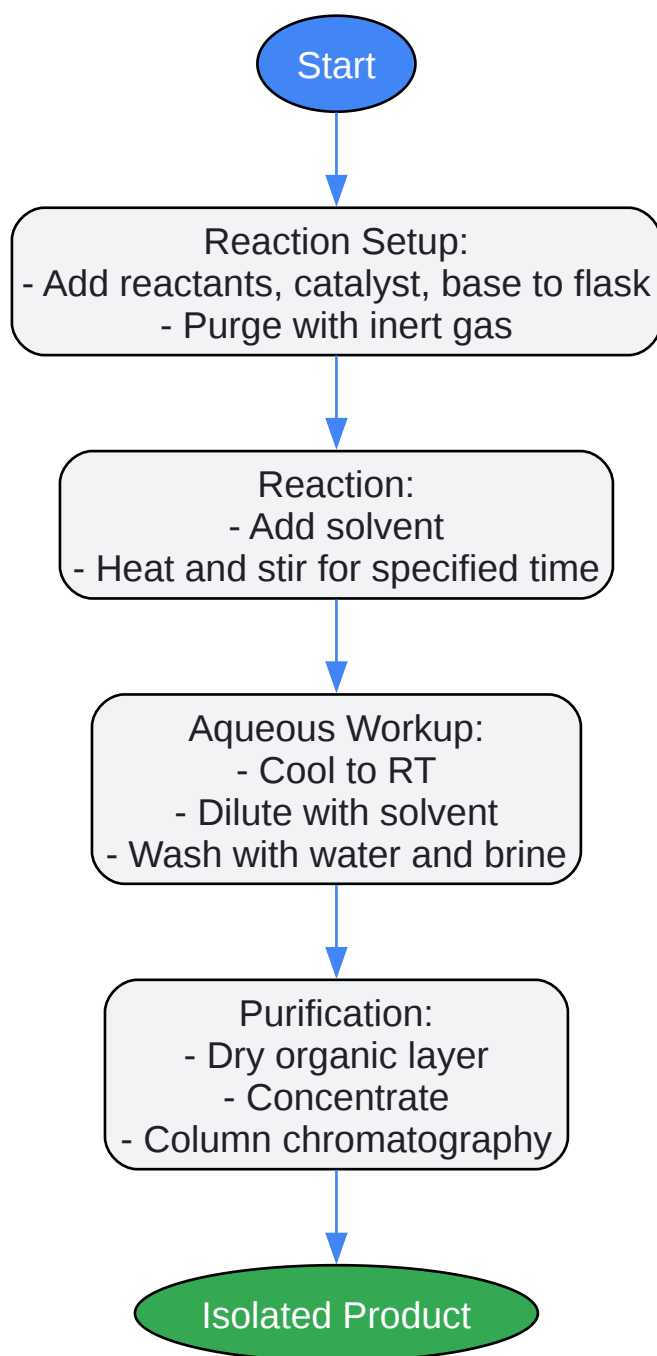 Start
Reaction Setup:
- Add reactants, catalyst, base to flask
- Purge with inert gas
Reaction:
- Add solvent
- Heat and stir for specified time
Aqueous Workup:
- Cool to RT
- Dilute with solvent
- Wash with water and brine
Purification:
- Dry organic layer
- Concentrate
- Column chromatography
Isolated Product